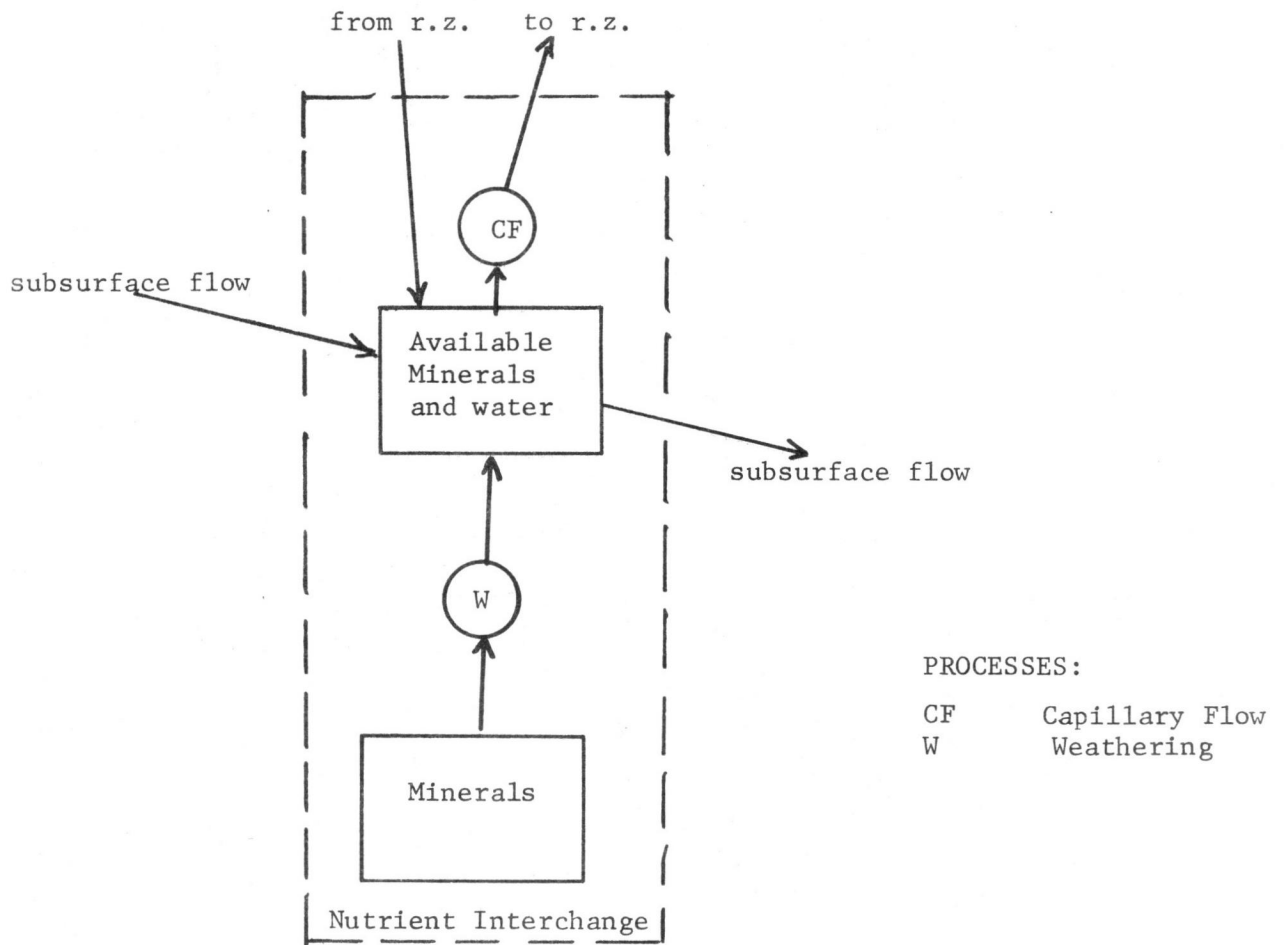 from r.z. to r.z.
CF
subsurface flow
Available
Minerals
and water
subsurface flow
W
PROCESSES:
CF Capillary Flow
W Weathering
Minerals
Nutrient Interchange